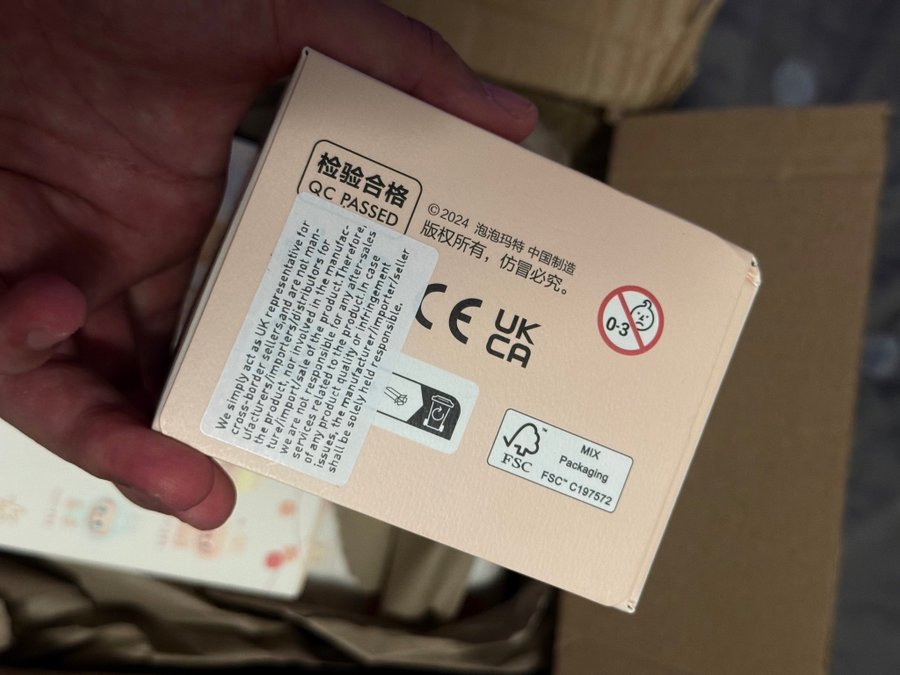 检验合格
QC PASSED
©2024 泡泡玛特 中国制造
版权所有，仿冒必究。
We simply act as UK representative for
cross-border sellers,and are not man-
ufacturers/importers/distributors for
the product, nor involved in the manufac-
ture/import/sale of the product.Therefore,
we are not responsible for any after-sales
services related to the product.In case
of any product quality or infringement
issues, the manufacturer/importer/seller
shall be solely held responsible.
CE
UK
CA
0-3
FSC™
MIX
Packaging
FSC™ C197572